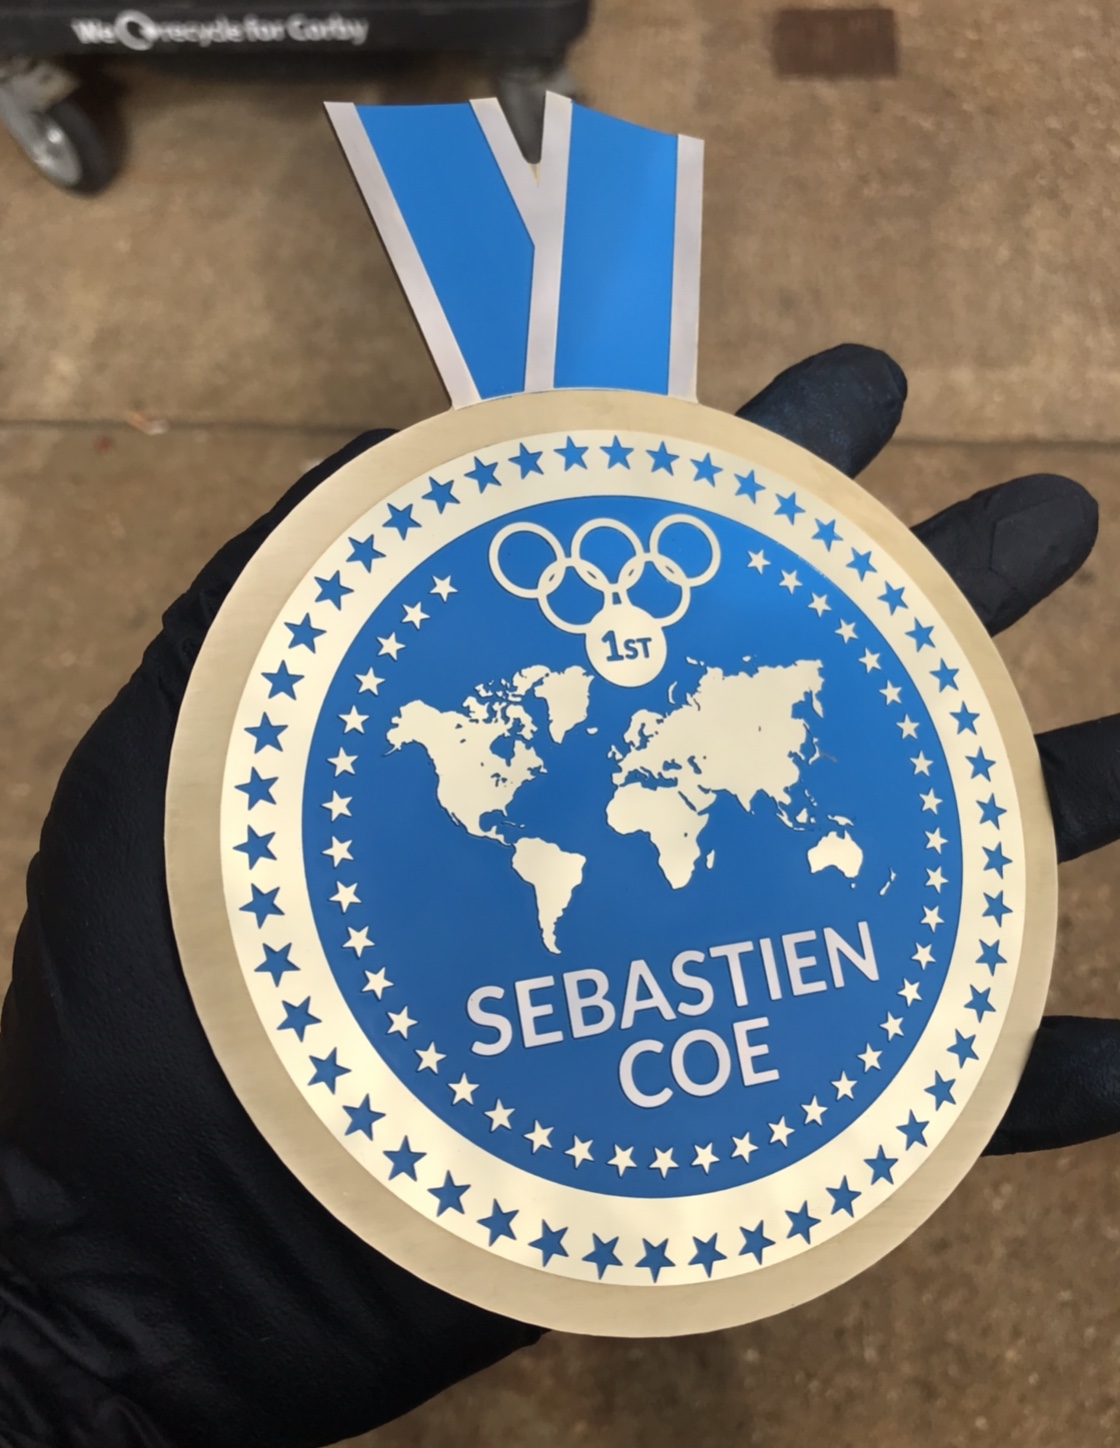 We recycle for Corby
1ST
SEBASTIEN
COE